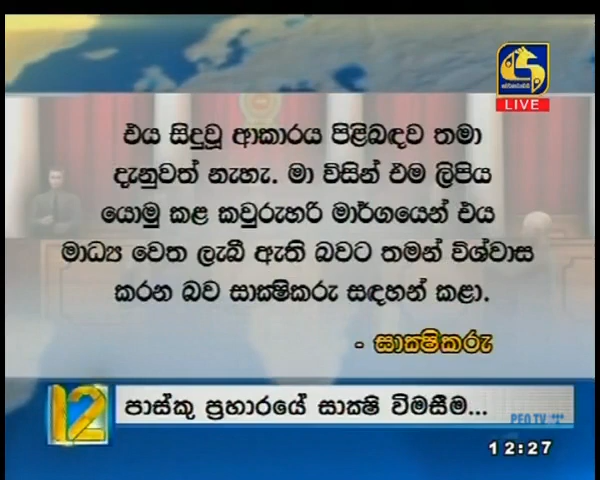 LIVE
එය සිදුවූ ආකාරය පිළිබඳව තමා
දැනුවත් නැහැ. මා විසින් එම ලිපිය
යොමු කළ කවුරුහරි මාර්ගයෙන් එය
මාධ්‍ය වෙත ලැබී ඇති බවට තමන් විශ්වාස
කරන බව සාක්ෂිකරු සඳහන් කළා.
- සාක්ෂිකරු
12 පාස්කු ප්‍රහාරයේ සාක්ෂි විමසීම...
PEO TV
12:27